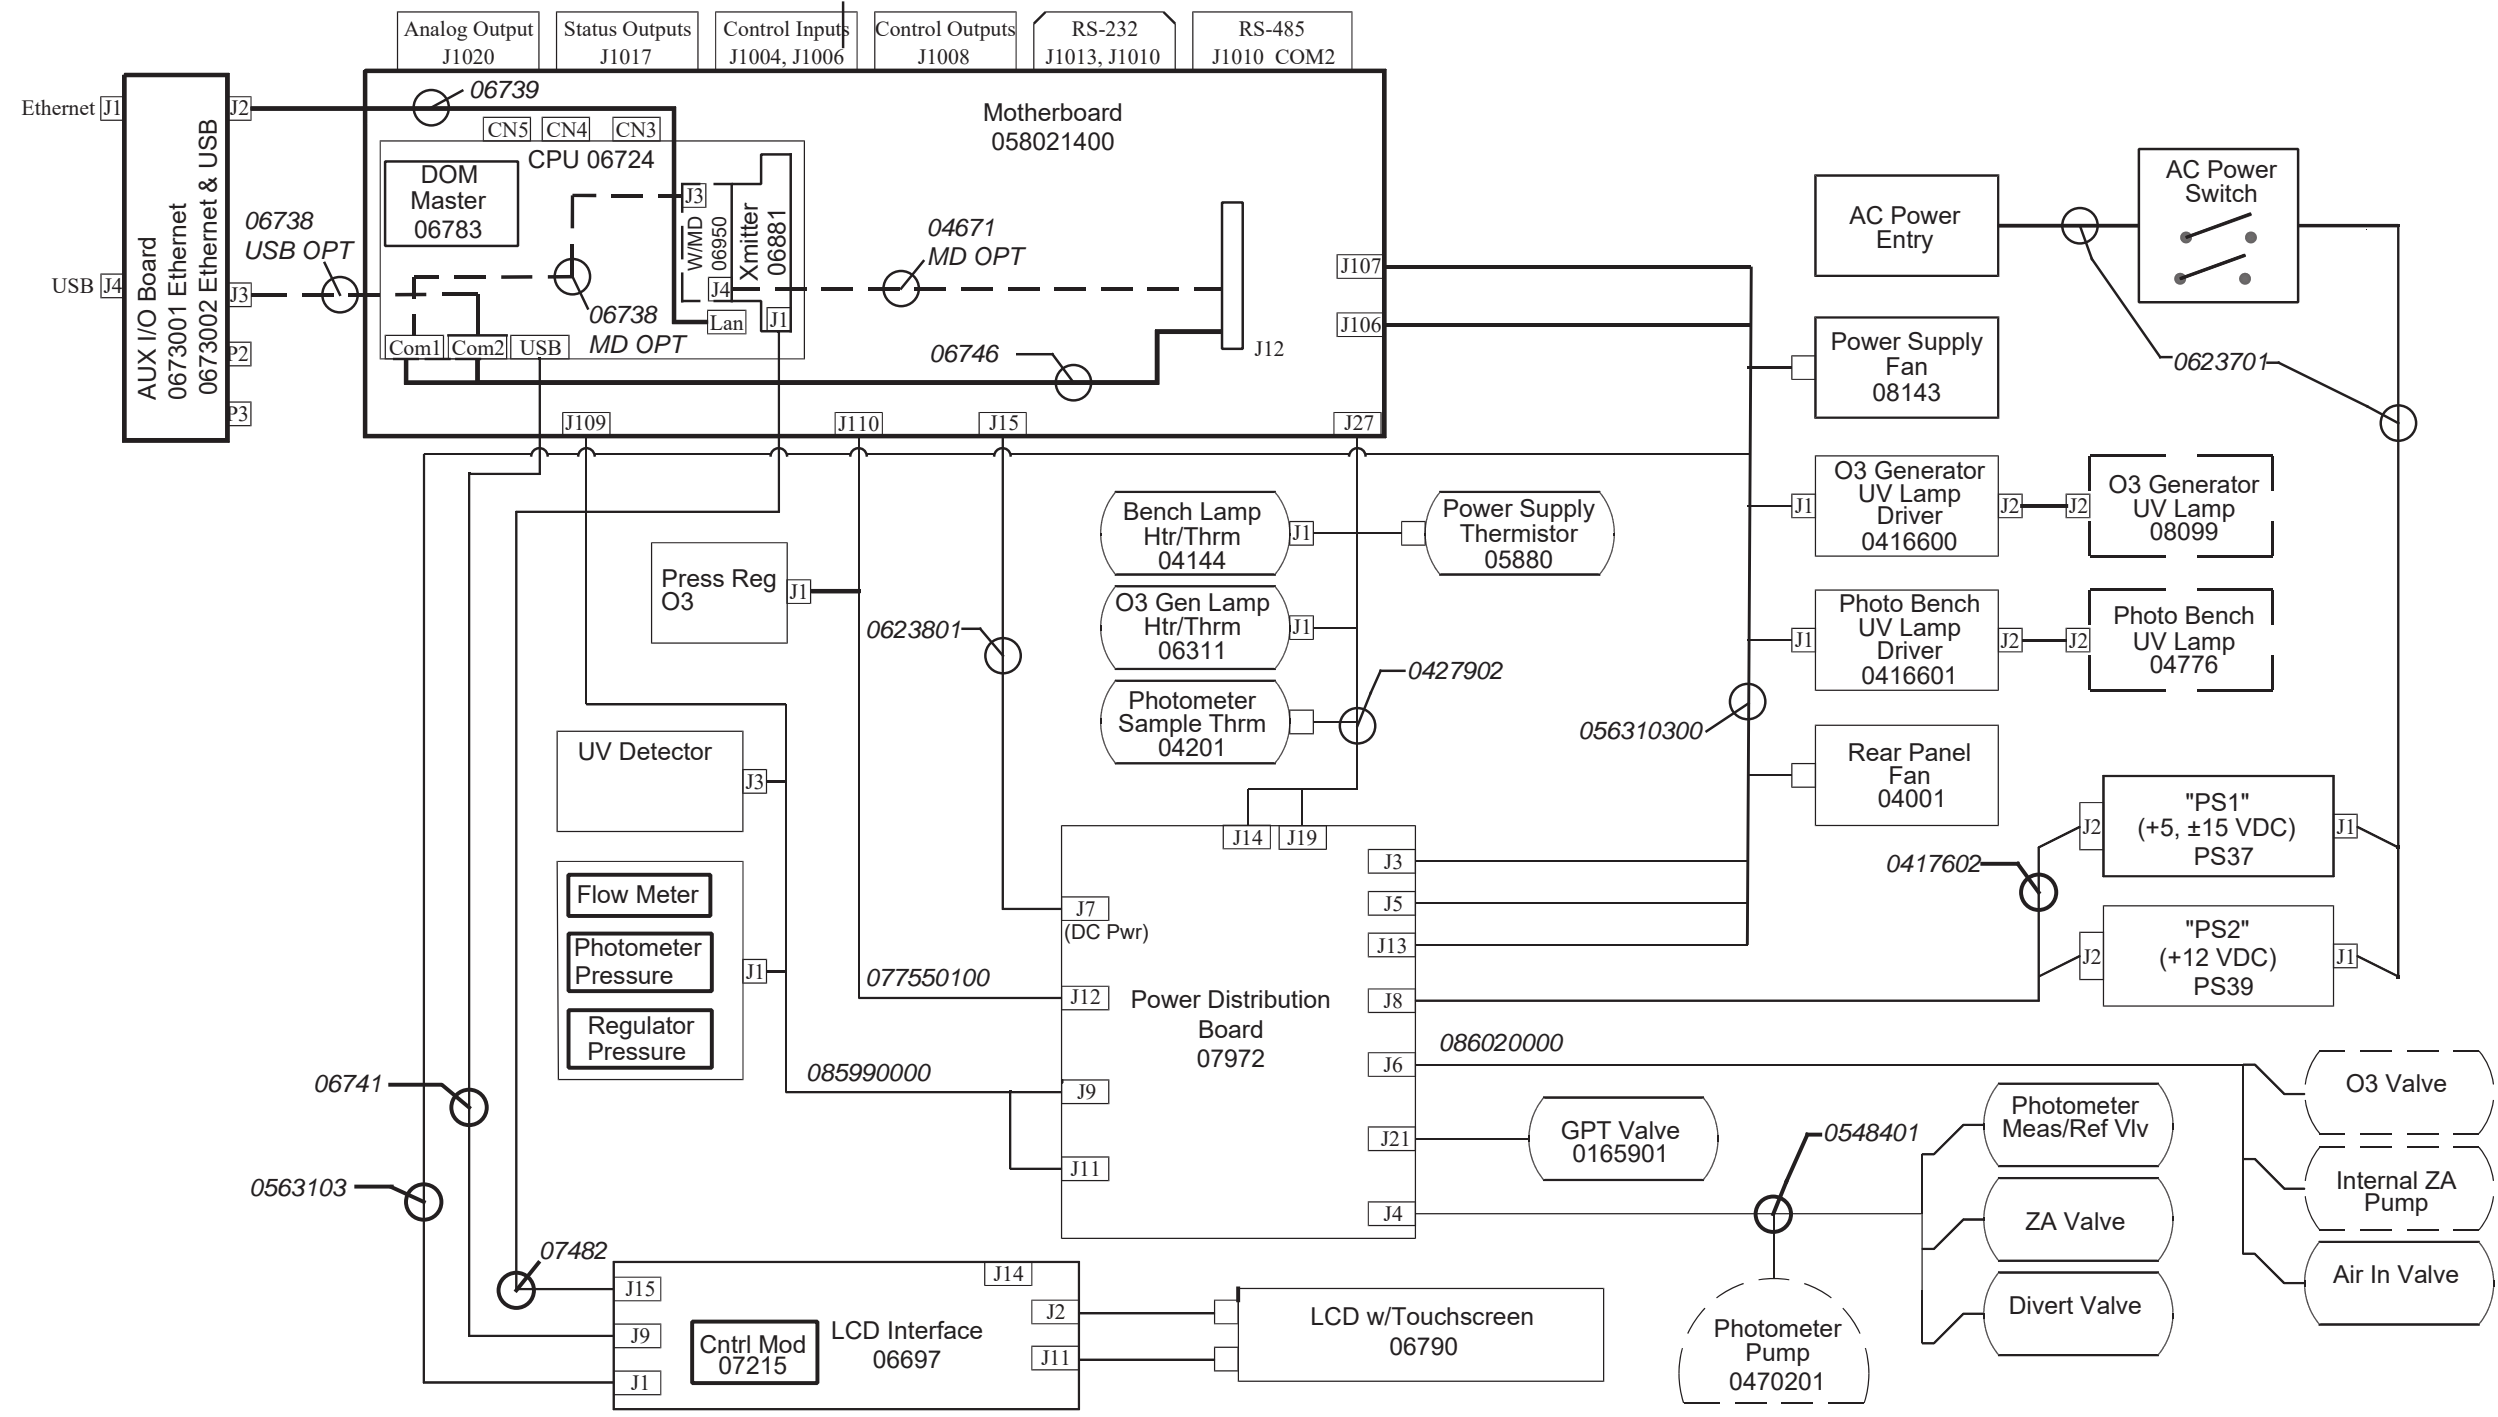 Analog Output
J1020
Status Outputs
J1017
Control Inputs
J1004, J1006
Control Outputs
J1008
RS-232
J1013, J1010
RS-485
J1010 COM2
Ethernet
J1
J2
USB
J4
J3
P2
P3
AUX I/O Board
0673001 Ethernet
0673002 Ethernet & USB
06738
USB OPT
06739
Motherboard
058021400
CN5
CN4
CN3
CPU 06724
DOM
Master
06783
J3
W/MD
06950
Xmitter
06881
J4
Lan
J1
06738
MD OPT
04671
MD OPT
Com1
Com2
USB
06746
J12
J107
J106
J109
J110
J15
J27
AC Power
Entry
AC Power
Switch
0623701
Power Supply
Fan
08143
J1
O3 Generator
UV Lamp
Driver
0416600
J2
J2
O3 Generator
UV Lamp
08099
J1
Photo Bench
UV Lamp
Driver
0416601
J2
J2
Photo Bench
UV Lamp
04776
056310300
Rear Panel
Fan
04001
Bench Lamp
Htr/Thrm
04144
J1
Power Supply
Thermistor
05880
O3 Gen Lamp
Htr/Thrm
06311
J1
Photometer
Sample Thrm
04201
0427902
Press Reg
O3
J1
0623801
UV Detector
J3
Flow Meter
Photometer
Pressure
Regulator
Pressure
J1
077550100
085990000
J14
J19
J3
J5
J13
J8
J6
J21
J4
J7
(DC Pwr)
J12
J9
J11
Power Distribution
Board
07972
0417602
J2
"PS1"
(+5, ±15 VDC)
PS37
J1
J2
"PS2"
(+12 VDC)
PS39
J1
086020000
O3 Valve
Internal ZA
Pump
Air In Valve
GPT Valve
0165901
0548401
Photometer
Meas/Ref Vlv
ZA Valve
Divert Valve
Photometer
Pump
0470201
06741
0563103
07482
J15
J9
J1
J14
J2
J11
Cntrl Mod
07215
LCD Interface
06697
LCD w/Touchscreen
06790